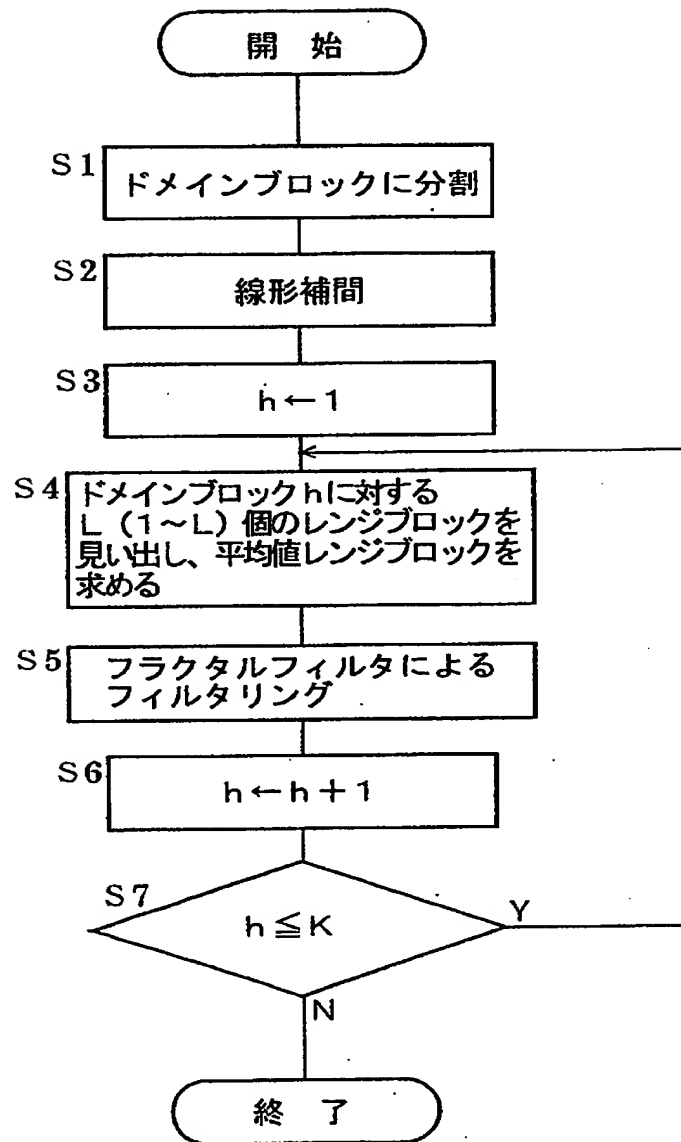 開 始
S1
ドメインブロックに分割
S2
線形補間
S3
h←1
S4
ドメインブロックhに対する
L（1～L）個のレンジブロックを
見い出し、平均値レンジブロックを
求める
S5
フラクタルフィルタによる
フィルタリング
S6
h←h＋1
S7
h≦K
Y
N
終 了